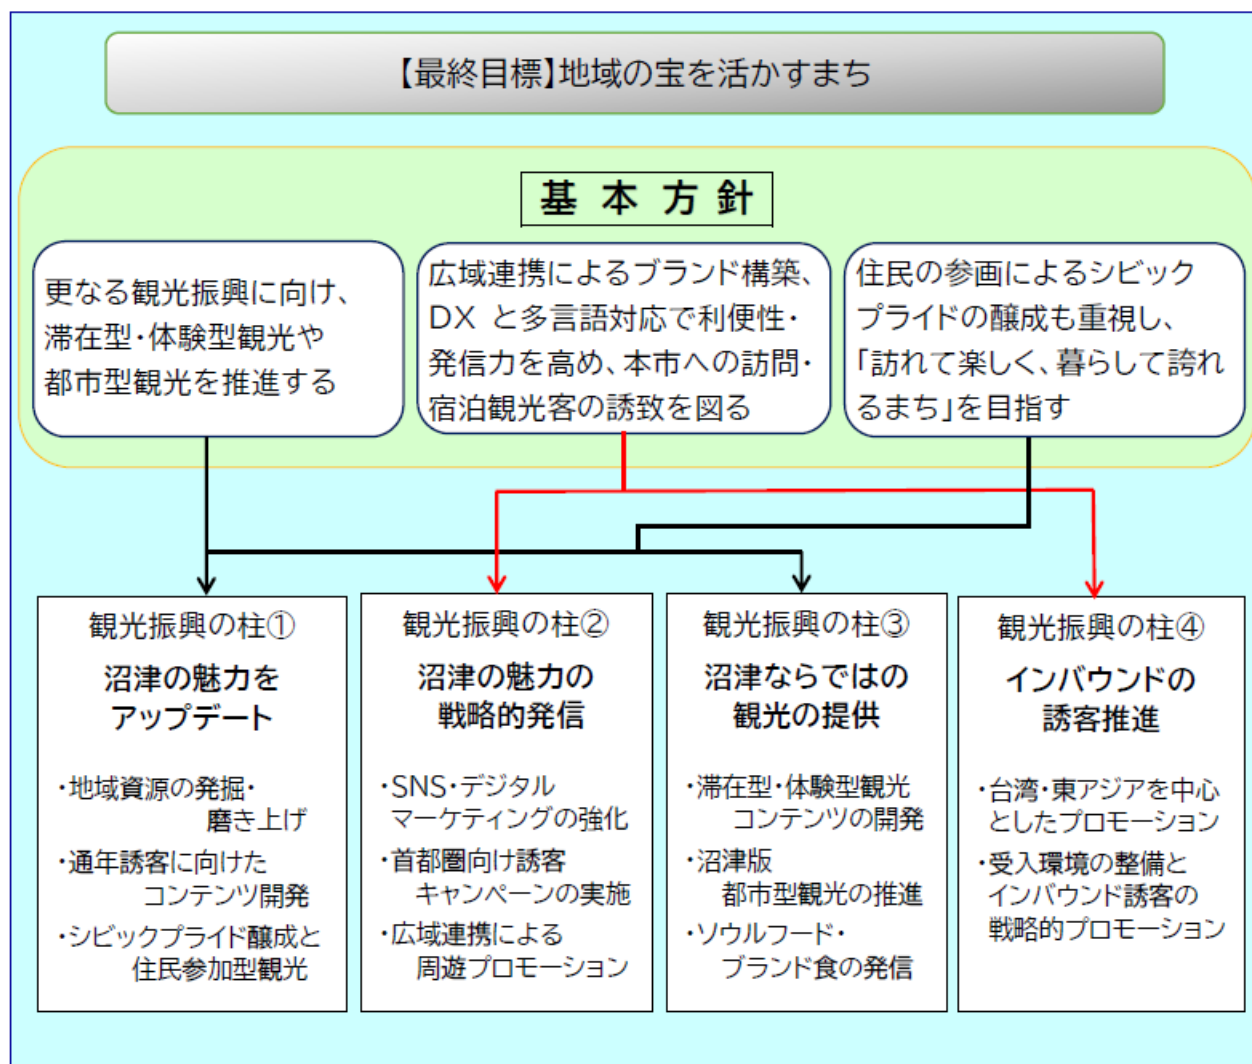 【最終目標】地域の宝を活かすまち
基本方針
更なる観光振興に向け、
滞在型・体験型観光や
都市型観光を推進する
広域連携によるブランド構築、
DX と多言語対応で利便性・
発信力を高め、本市への訪問・
宿泊観光客の誘致を図る
住民の参画によるシビック
プライドの醸成も重視し、
「訪れて楽しく、暮らして誇れ
るまち」を目指す
観光振興の柱①
沼津の魅力を
アップデート
・地域資源の発掘・
磨き上げ
・通年誘客に向けた
コンテンツ開発
・シビックプライド醸成と
住民参加型観光
観光振興の柱②
沼津の魅力の
戦略的発信
・SNS・デジタル
マーケティングの強化
・首都圏向け誘客
キャンペーンの実施
・広域連携による
周遊プロモーション
観光振興の柱③
沼津ならではの
観光の提供
・滞在型・体験型観光
コンテンツの開発
・沼津版
都市型観光の推進
・ソウルフード・
ブランド食の発信
観光振興の柱④
インバウンドの
誘客推進
・台湾・東アジアを中心
としたプロモーション
・受入環境の整備と
インバウンド誘客の
戦略的プロモーション